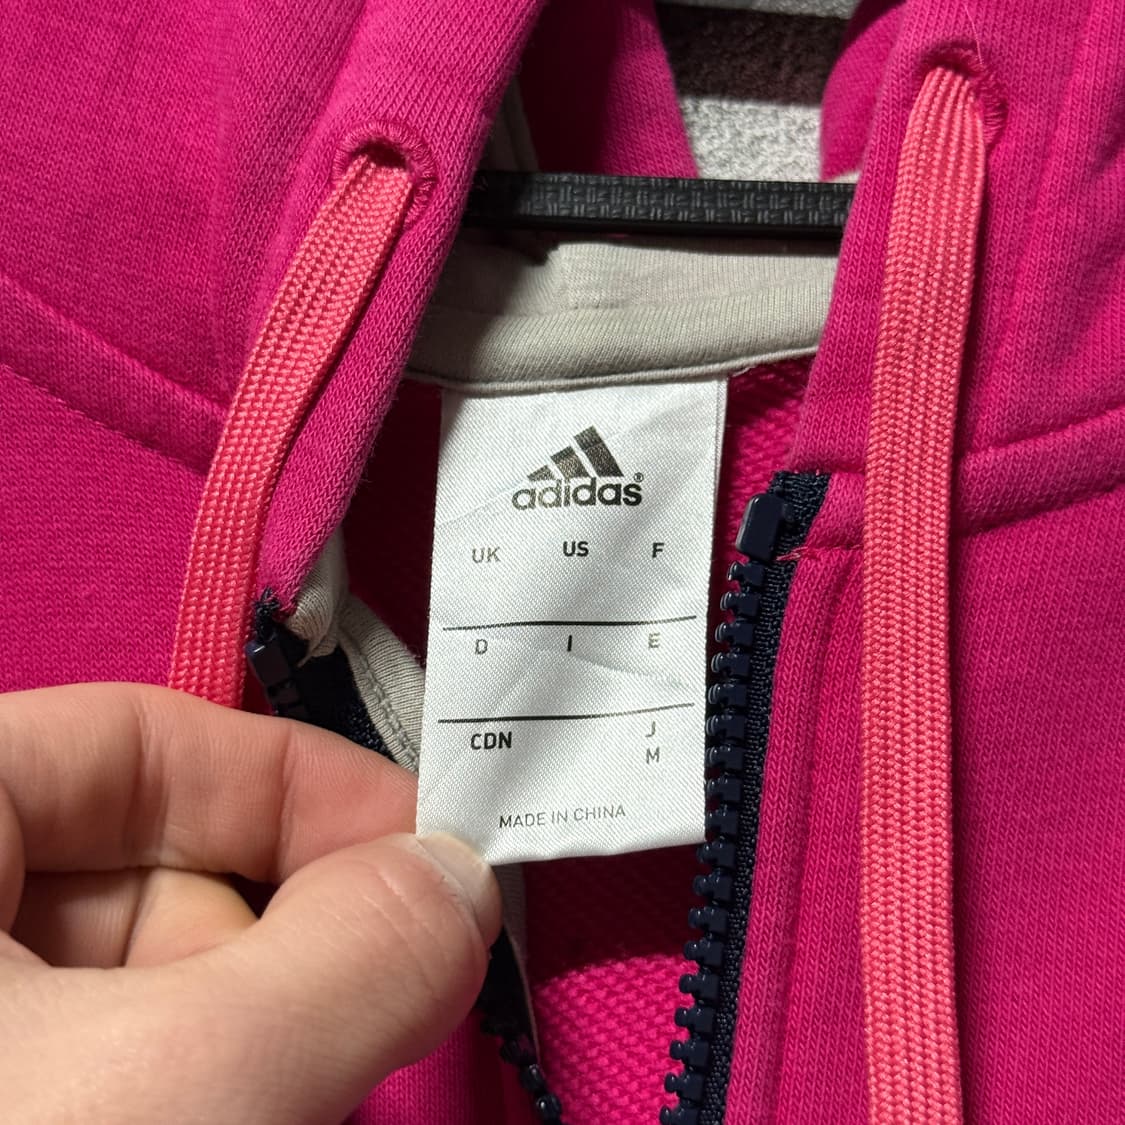 adidas®
UK US F
D I E
CDN J
M
MADE IN CHINA